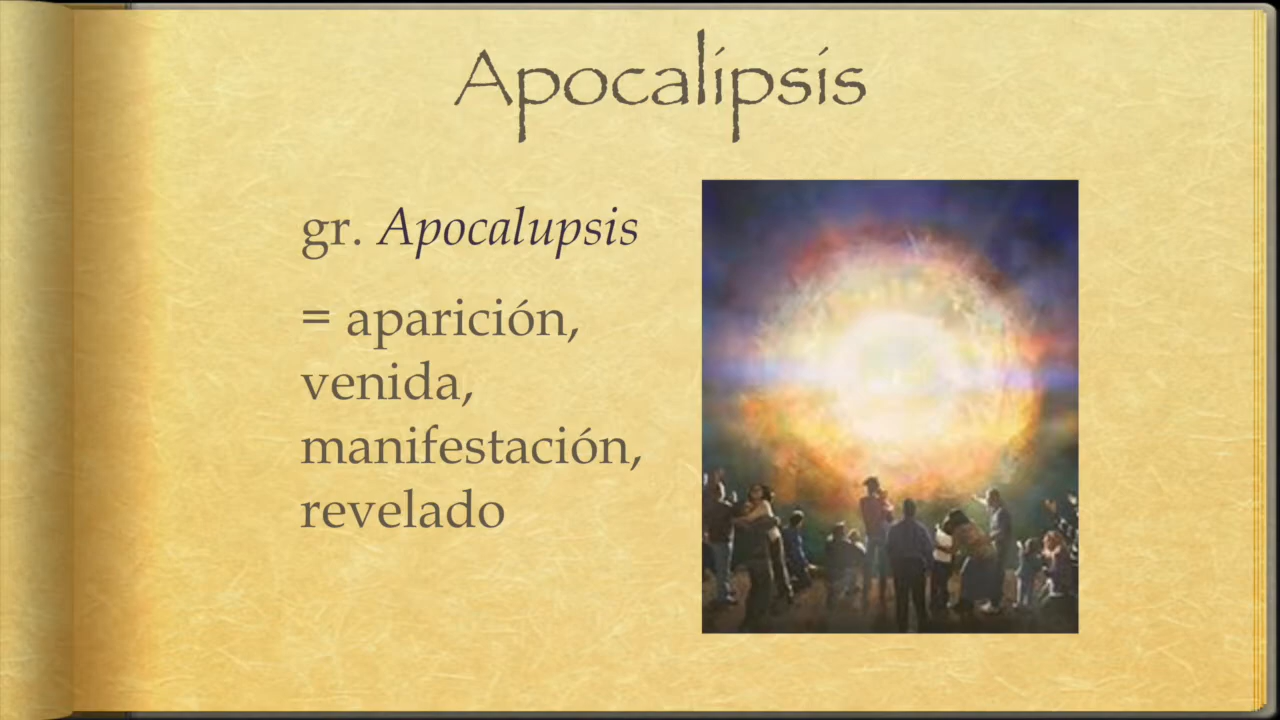 Apocalipsis
gr. Apocalupsis
= aparición,
venida,
manifestación,
revelado